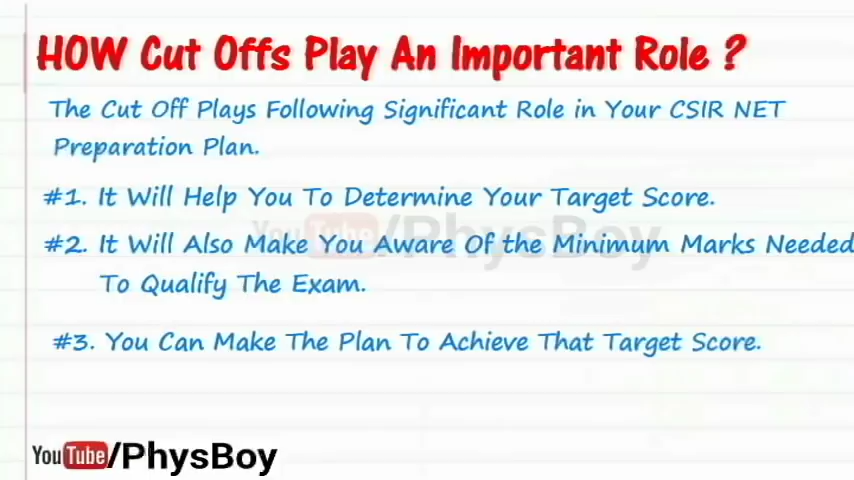 HOW Cut Offs Play An Important Role ?
The Cut Off Plays Following Significant Role in Your CSIR NET
Preparation Plan.
#1. It Will Help You To Determine Your Target Score.
YouTube/PhysBoy
#2. It Will Also Make You Aware Of the Minimum Marks Needed
To Qualify The Exam.
#3. You Can Make The Plan To Achieve That Target Score.
YouTube/PhysBoy